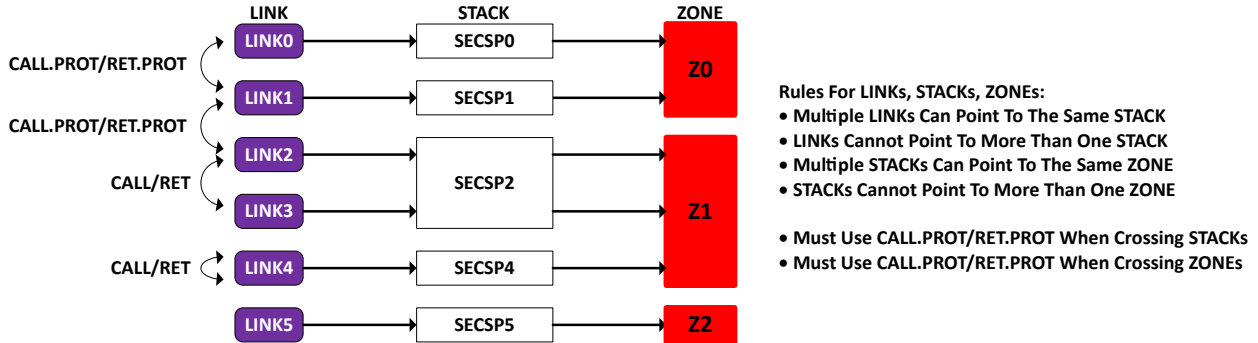 LINK STACK ZONE
LINK0 SECSP0
CALL.PROT/RET.PROT
Z0
LINK1 SECSP1
CALL.PROT/RET.PROT
LINK2
CALL/RET
SECSP2
LINK3
Z1
CALL/RET
LINK4 SECSP4
LINK5 SECSP5 Z2
Rules For LINKs, STACKs, ZONEs:
• Multiple LINKs Can Point To The Same STACK
• LINKs Cannot Point To More Than One STACK
• Multiple STACKs Can Point To The Same ZONE
• STACKs Cannot Point To More Than One ZONE
• Must Use CALL.PROT/RET.PROT When Crossing STACKs
• Must Use CALL.PROT/RET.PROT When Crossing ZONEs